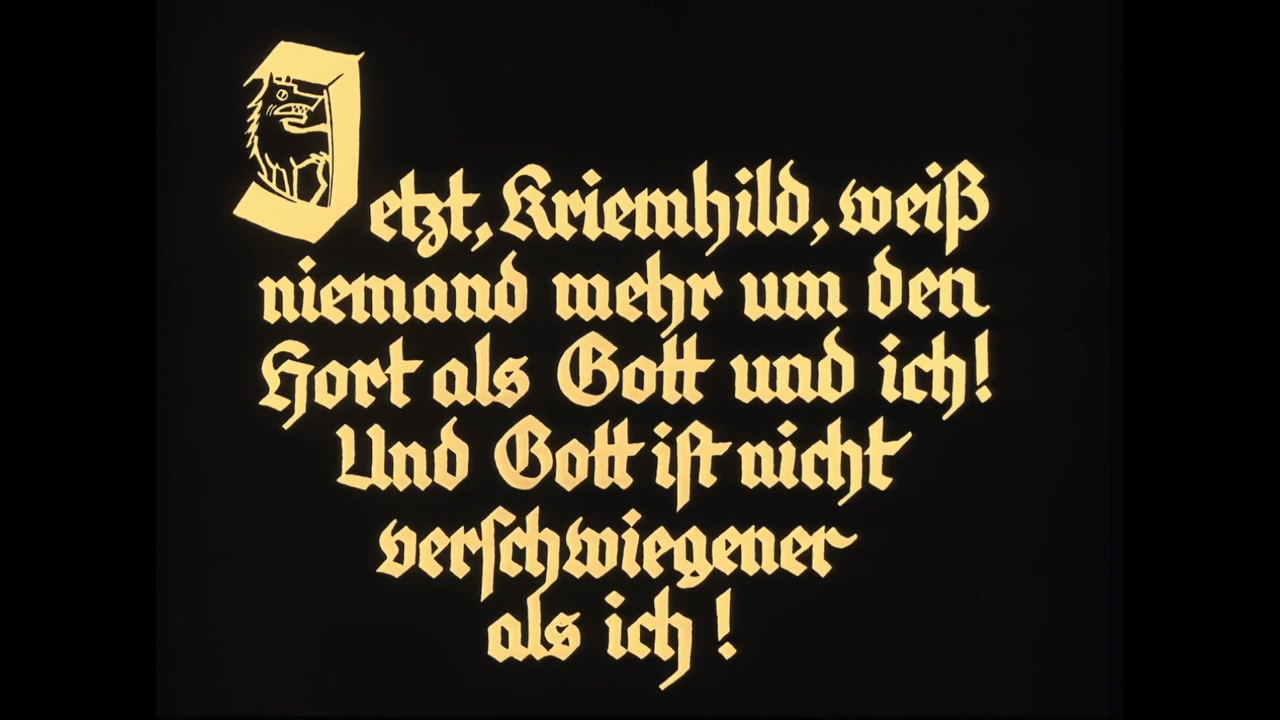 Jetzt, Kriemhild, weiß
niemand mehr um den
Hort als Gott und ich!
Und Gott iſt nicht
verſchwiegener
als ich!